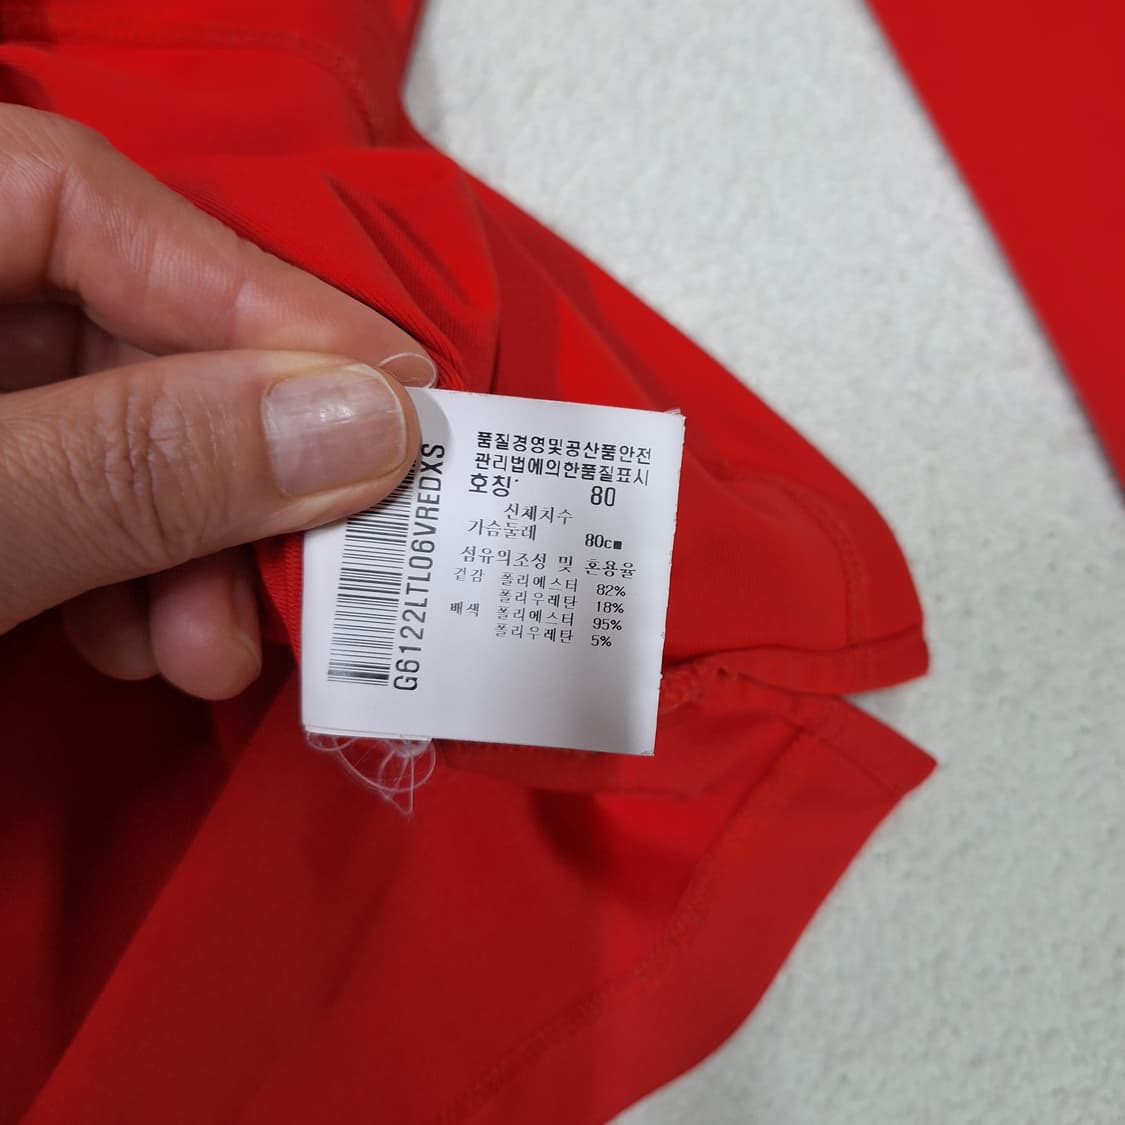 품질경영및공산품안전
관리법에의한품질표시
호칭 80
신체치수
가슴둘레 80cm
섬유의조성 및 혼용율
겉감 폴리에스터 82%
폴리우레탄 18%
배색 폴리에스터 95%
폴리우레탄 5%
G6122LTL06VREDXS